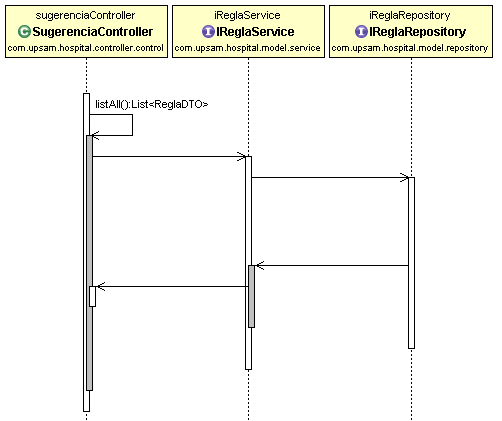 sugerenciaController
C SugerenciaController
com.upsam.hospital.controller.control
iReglaService
I IReglaService
com.upsam.hospital.model.service
iReglaRepository
I IReglaRepository
com.upsam.hospital.model.repository
listAll():List<ReglaDTO>